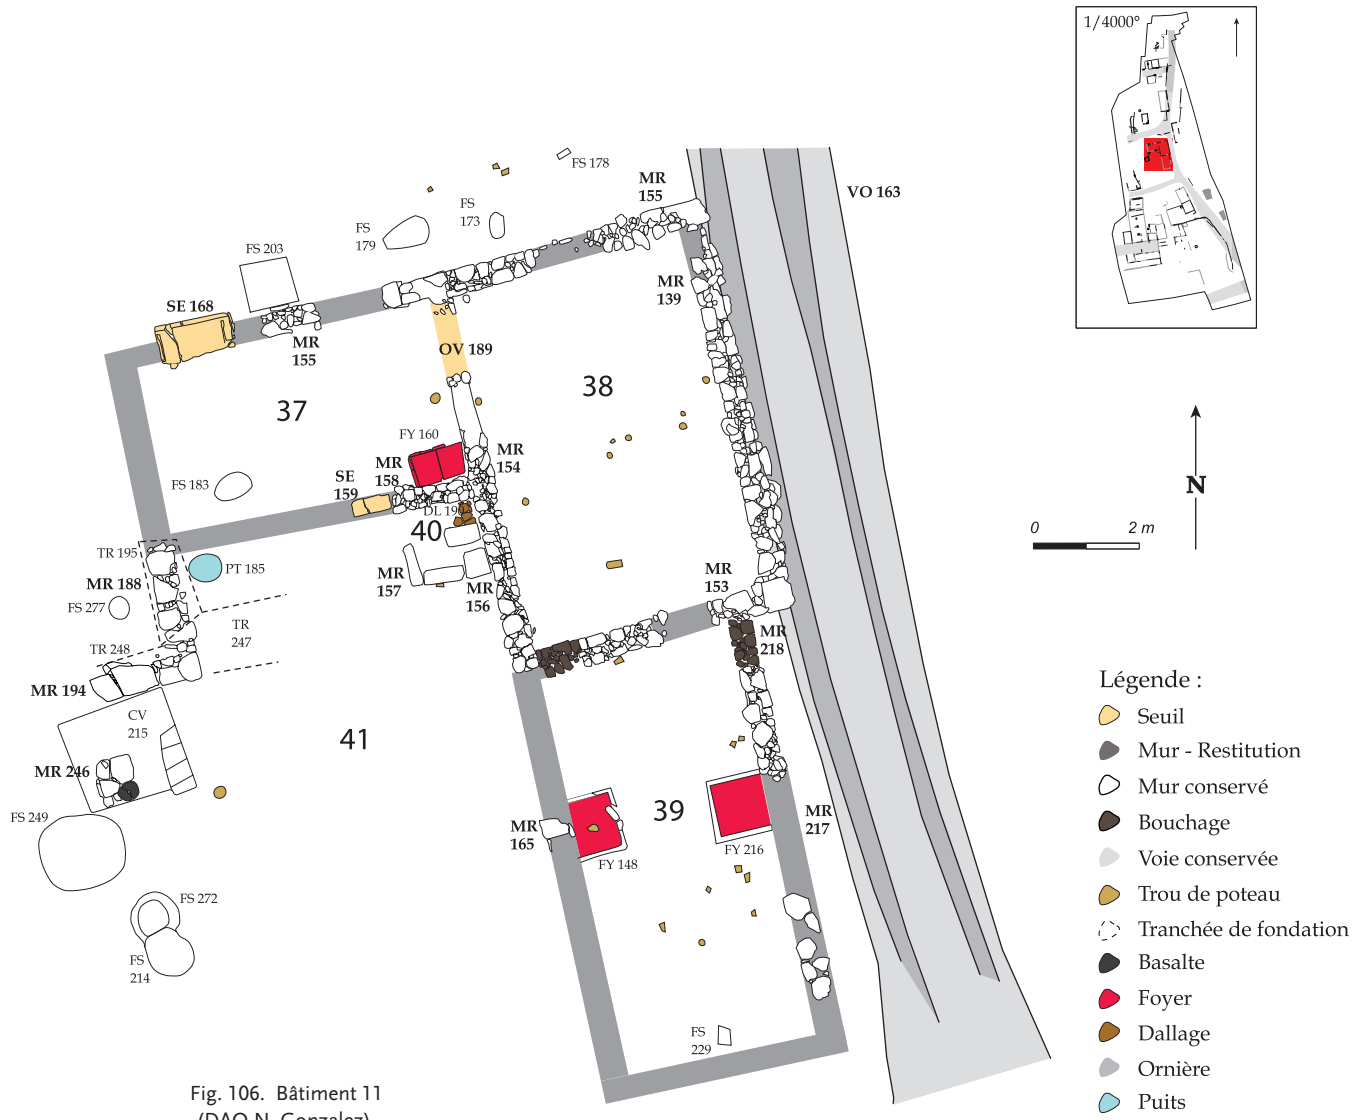 1/4000°
FS 178
MR
155
VO 163
FS
173
FS
179
FS 203
SE 168
MR
139
MR
155
OV 189
38
37
FY 160
MR
154
MR
158
SE
159
FS 183
DL 190
40
N
0 2 m
TR 195
PT 185
MR 188
MR
157
MR
156
MR
153
FS 277
TR
247
MR
218
TR 248
MR 194
CV
215
41
MR 246
39
MR
165
MR
217
FS 249
FY 148
FY 216
FS 272
FS
214
FS
229
Légende :
Seuil
Mur - Restitution
Mur conservé
Bouchage
Voie conservée
Trou de poteau
Tranchée de fondation
Basalte
Foyer
Dallage
Ornière
Puits
Fig. 106. Bâtiment 11
(DAO N. Gonzalez)